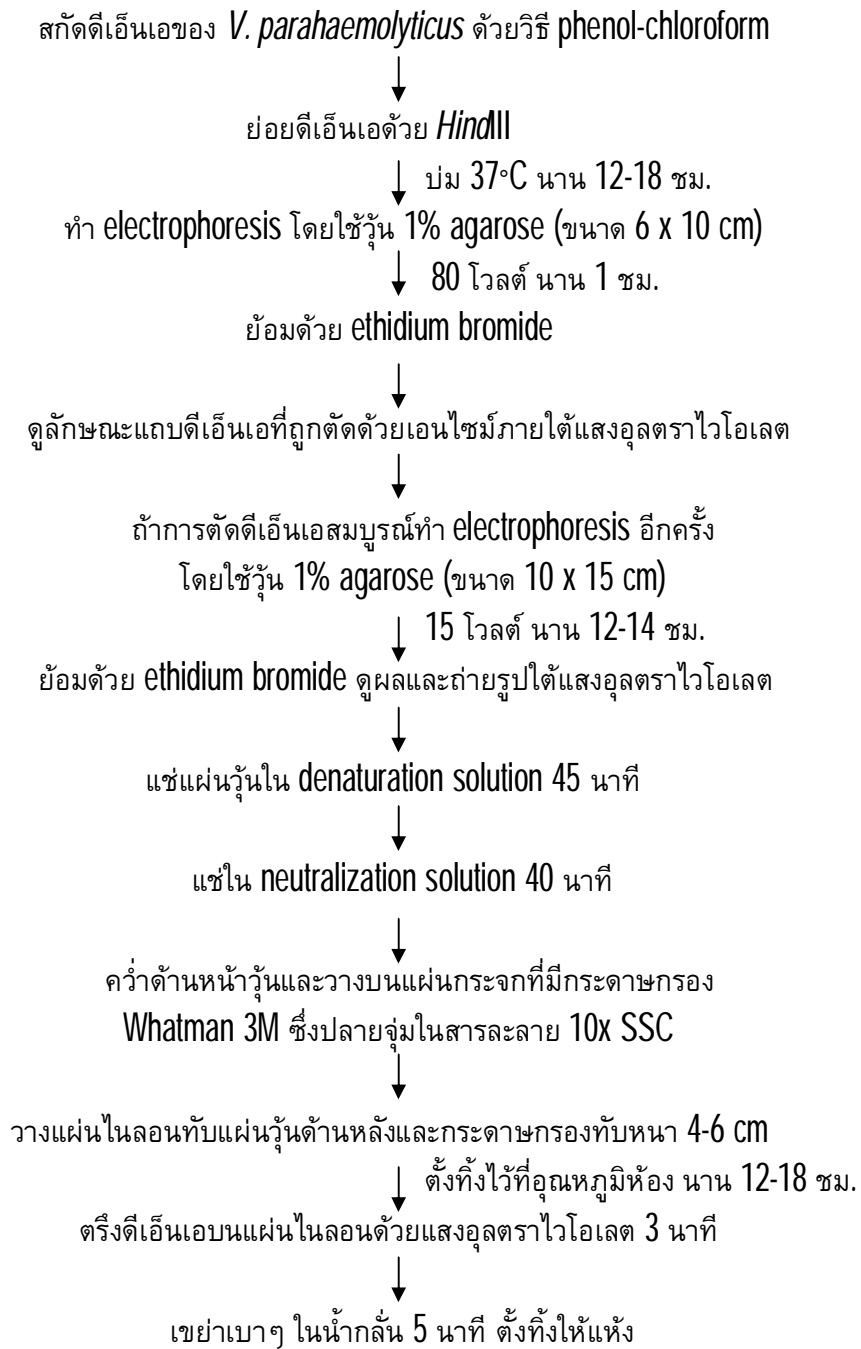 สกัดดีเอ็นเอของ V. parahaemolyticus ด้วยวิธี phenol-chloroform
ย่อยดีเอ็นเอด้วย HindIII
บ่ม 37°C นาน 12-18 ชม.
ทำ electrophoresis โดยใช้วุ้น 1% agarose (ขนาด 6 x 10 cm)
80 โวลต์ นาน 1 ชม.
ย้อมด้วย ethidium bromide
ดูลักษณะแถบดีเอ็นเอที่ถูกตัดด้วยเอนไซม์ภายใต้แสงอุลตราไวโอเลต
ถ้าการตัดดีเอ็นเอสมบูรณ์ทำ electrophoresis อีกครั้ง
โดยใช้วุ้น 1% agarose (ขนาด 10 x 15 cm)
15 โวลต์ นาน 12-14 ชม.
ย้อมด้วย ethidium bromide ดูผลและถ่ายรูปใต้แสงอุลตราไวโอเลต
แช่แผ่นวุ้นใน denaturation solution 45 นาที
แช่ใน neutralization solution 40 นาที
คว่ำด้านหน้าวุ้นและวางบนแผ่นกระจกที่มีกระดาษกรอง
Whatman 3M ซึ่งปลายจุ่มในสารละลาย 10x SSC
วางแผ่นไนลอนทับแผ่นวุ้นด้านหลังและกระดาษกรองทับหนา 4-6 cm
ตั้งทิ้งไว้ที่อุณหภูมิห้อง นาน 12-18 ชม.
ตรึงดีเอ็นเอบนแผ่นไนลอนด้วยแสงอุลตราไวโอเลต 3 นาที
เขย่าเบาๆ ในน้ำกลั่น 5 นาที ตั้งทิ้งให้แห้ง